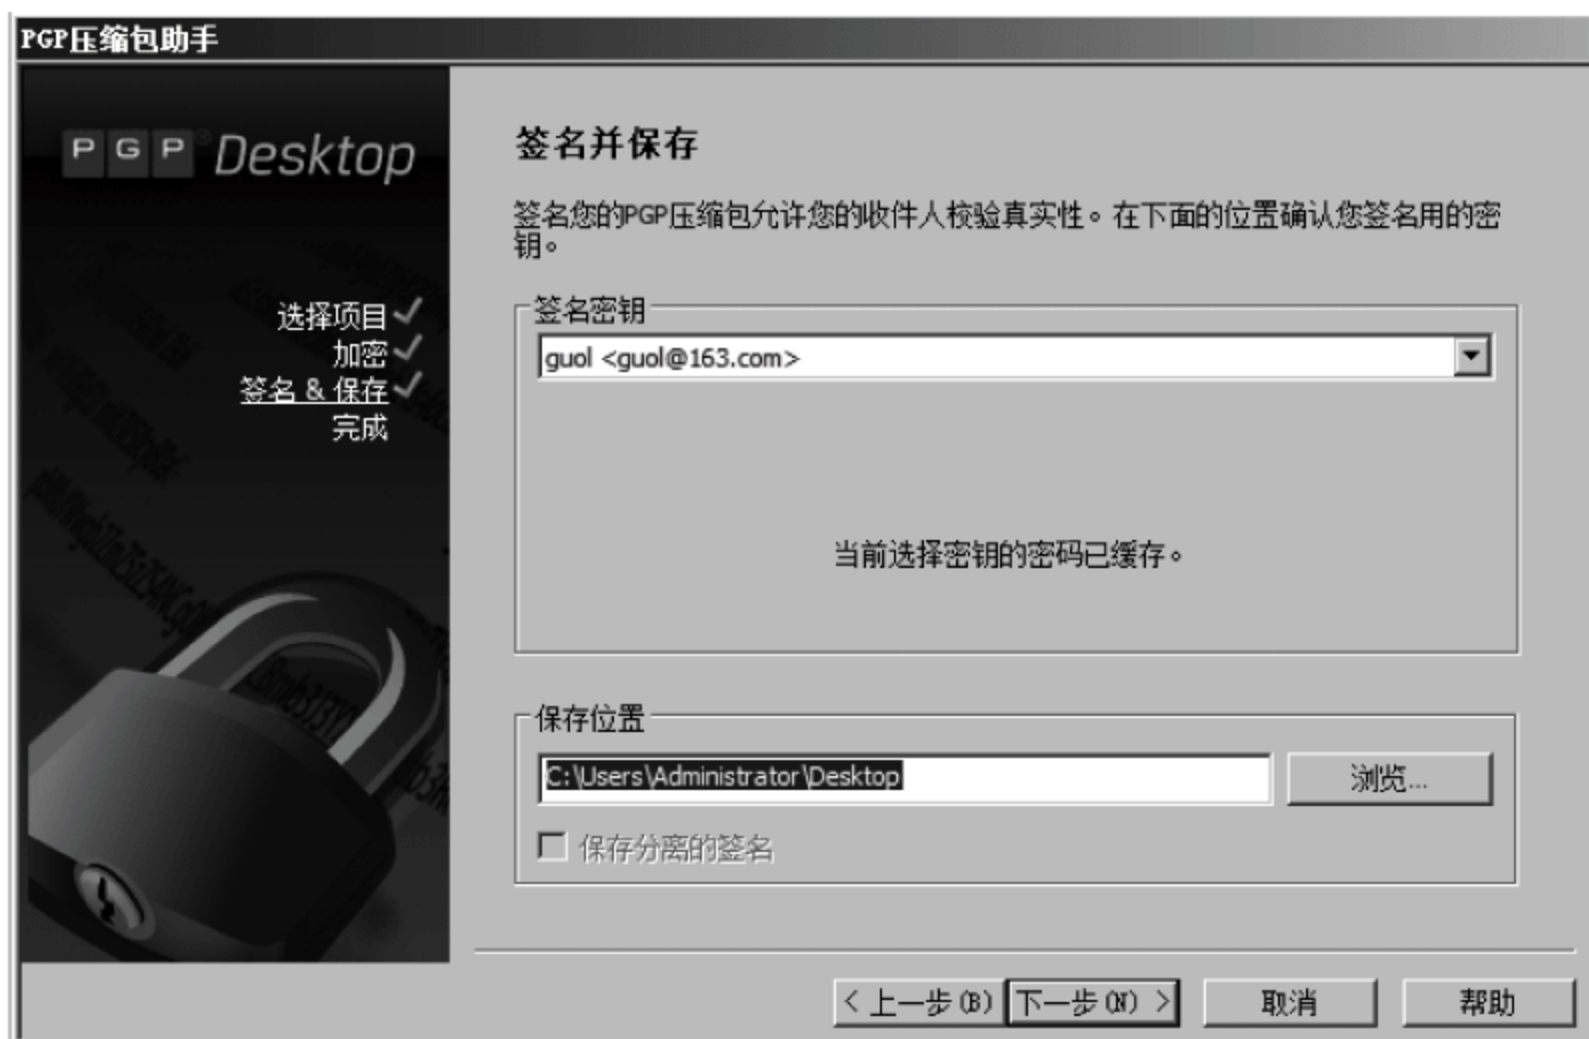 PGP压缩包助手
PGP® Desktop
选择项目
加密
签名 & 保存
完成
签名并保存
签名您的PGP压缩包允许您的收件人校验真实性。在下面的位置确认您签名用的密
钥。
签名密钥
guol <guol@163.com>
当前选择密钥的密码已缓存。
保存位置
C:\Users\Administrator\Desktop
浏览...
保存分离的签名
< 上一步(B) 下一步(N) > 取消 帮助